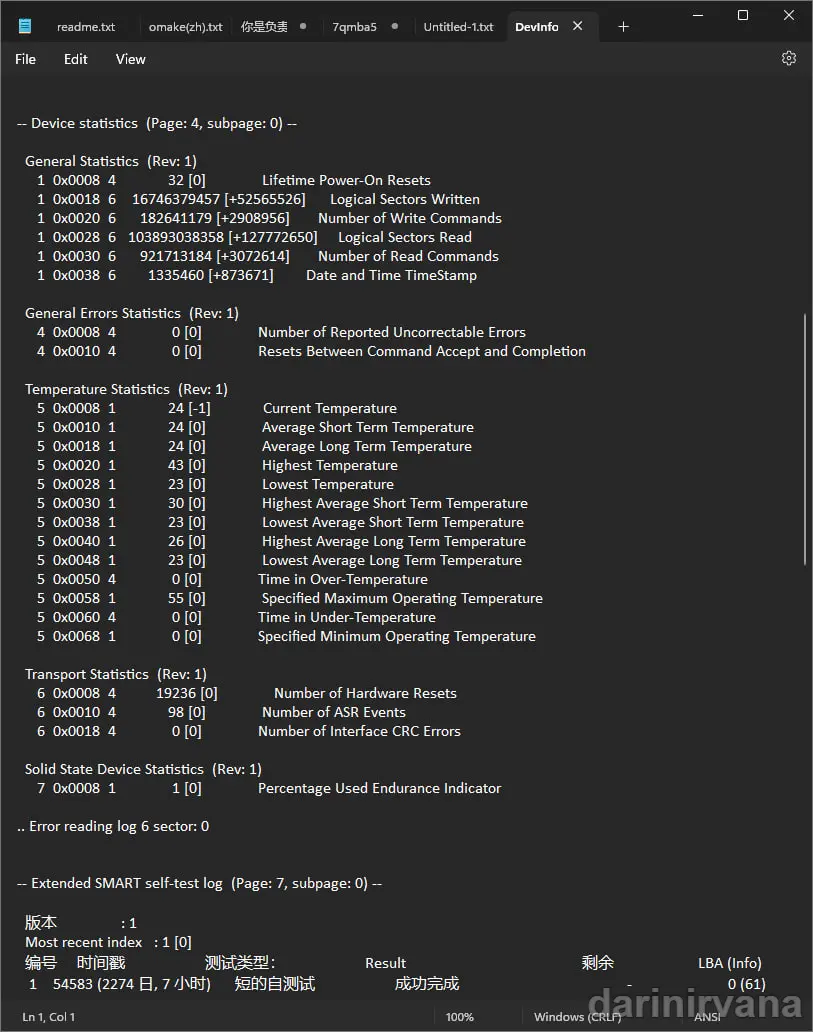 readme.txt omake(zh).txt 你是负责 7qmba5 Untitled-1.txt DevInfo
File Edit View
-- Device statistics (Page: 4, subpage: 0) --
General Statistics (Rev: 1)
1 0x0008 4 32 [0] Lifetime Power-On Resets
1 0x0018 6 16746379457 [+52565526] Logical Sectors Written
1 0x0020 6 182641179 [+2908956] Number of Write Commands
1 0x0028 6 103893038358 [+127772650] Logical Sectors Read
1 0x0030 6 921713184 [+3072614] Number of Read Commands
1 0x0038 6 1335460 [+873671] Date and Time TimeStamp
General Errors Statistics (Rev: 1)
4 0x0008 4 0 [0] Number of Reported Uncorrectable Errors
4 0x0010 4 0 [0] Resets Between Command Accept and Completion
Temperature Statistics (Rev: 1)
5 0x0008 1 24 [-1] Current Temperature
5 0x0010 1 24 [0] Average Short Term Temperature
5 0x0018 1 24 [0] Average Long Term Temperature
5 0x0020 1 43 [0] Highest Temperature
5 0x0028 1 23 [0] Lowest Temperature
5 0x0030 1 30 [0] Highest Average Short Term Temperature
5 0x0038 1 23 [0] Lowest Average Short Term Temperature
5 0x0040 1 26 [0] Highest Average Long Term Temperature
5 0x0048 1 23 [0] Lowest Average Long Term Temperature
5 0x0050 4 0 [0] Time in Over-Temperature
5 0x0058 1 55 [0] Specified Maximum Operating Temperature
5 0x0060 4 0 [0] Time in Under-Temperature
5 0x0068 1 0 [0] Specified Minimum Operating Temperature
Transport Statistics (Rev: 1)
6 0x0008 4 19236 [0] Number of Hardware Resets
6 0x0010 4 98 [0] Number of ASR Events
6 0x0018 4 0 [0] Number of Interface CRC Errors
Solid State Device Statistics (Rev: 1)
7 0x0008 1 1 [0] Percentage Used Endurance Indicator
.. Error reading log 6 sector: 0
-- Extended SMART self-test log (Page: 7, subpage: 0) --
版本 : 1
Most recent index : 1 [0]
编号 时间戳 测试类型: Result 剩余 LBA (Info)
1 54583 (2274 日, 7 小时) 短的自测试 成功完成 - 0 (61)
Ln 1, Col 1 100% Windows (CRLF) ANSI
darinirvana